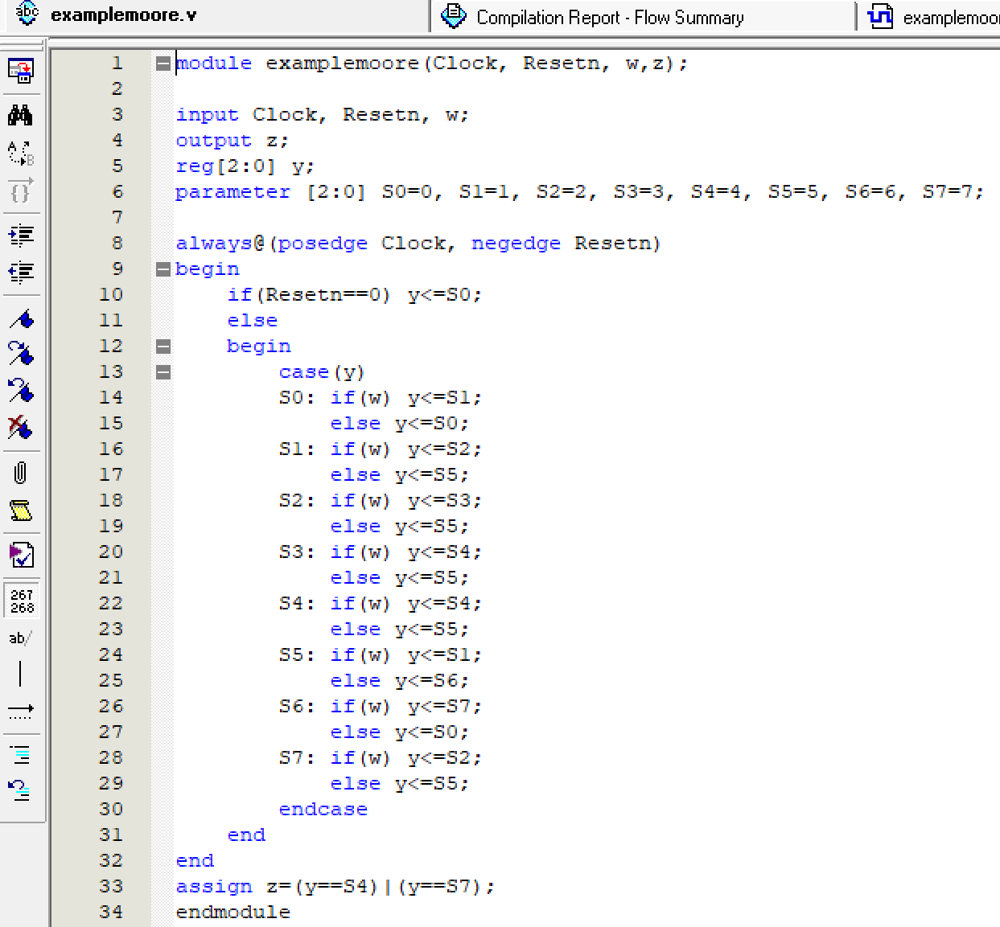 abc examplemoore.v Compilation Report - Flow Summary examplemoor
1 module examplemoore(Clock, Resetn, w,z);
2
3 input Clock, Resetn, w;
4 output z;
5 reg[2:0] y;
6 parameter [2:0] S0=0, S1=1, S2=2, S3=3, S4=4, S5=5, S6=6, S7=7;
7
8 always@(posedge Clock, negedge Resetn)
9 begin
10 if(Resetn==0) y<=S0;
11 else
12 begin
13 case(y)
14 S0: if(w) y<=S1;
15 else y<=S0;
16 S1: if(w) y<=S2;
17 else y<=S5;
18 S2: if(w) y<=S3;
19 else y<=S5;
20 S3: if(w) y<=S4;
21 else y<=S5;
22 S4: if(w) y<=S4;
23 else y<=S5;
24 S5: if(w) y<=S1;
25 else y<=S6;
26 S6: if(w) y<=S7;
27 else y<=S0;
28 S7: if(w) y<=S2;
29 else y<=S5;
30 endcase
31 end
32 end
33 assign z=(y==S4)|(y==S7);
34 endmodule
A B
{}
267
268
ab/